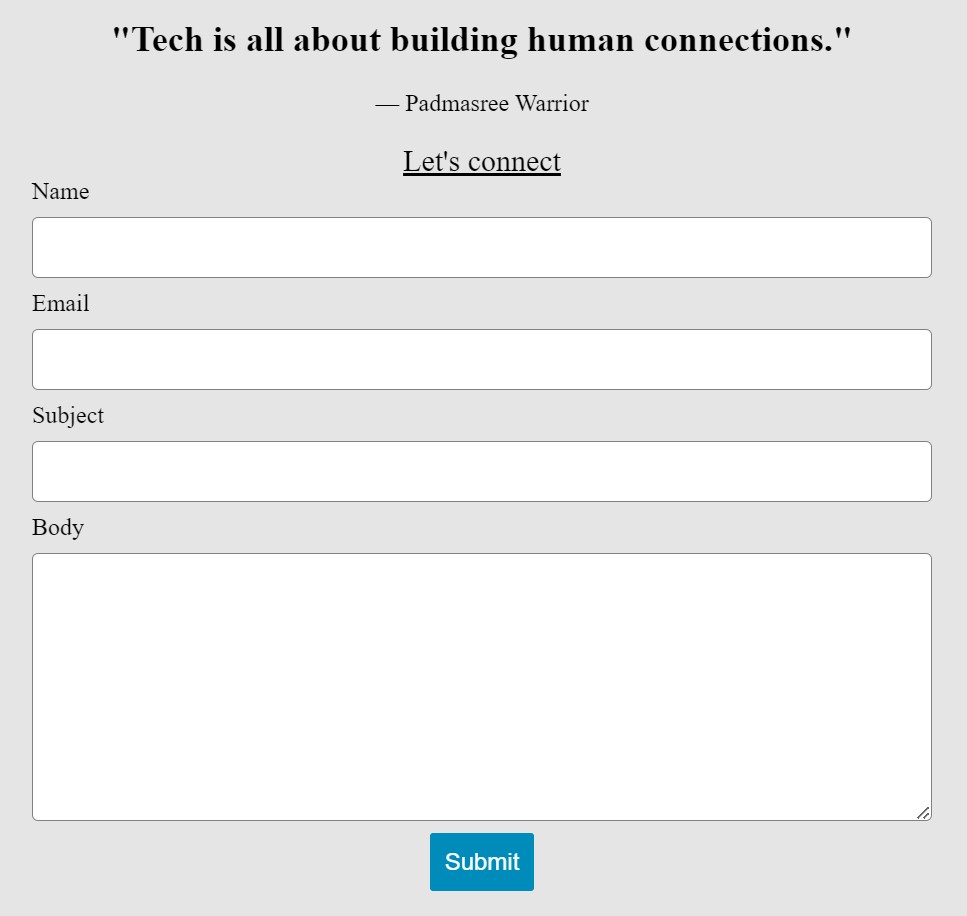 "Tech is all about building human connections."
— Padmasree Warrior
Let's connect
Name
Email
Subject
Body
Submit